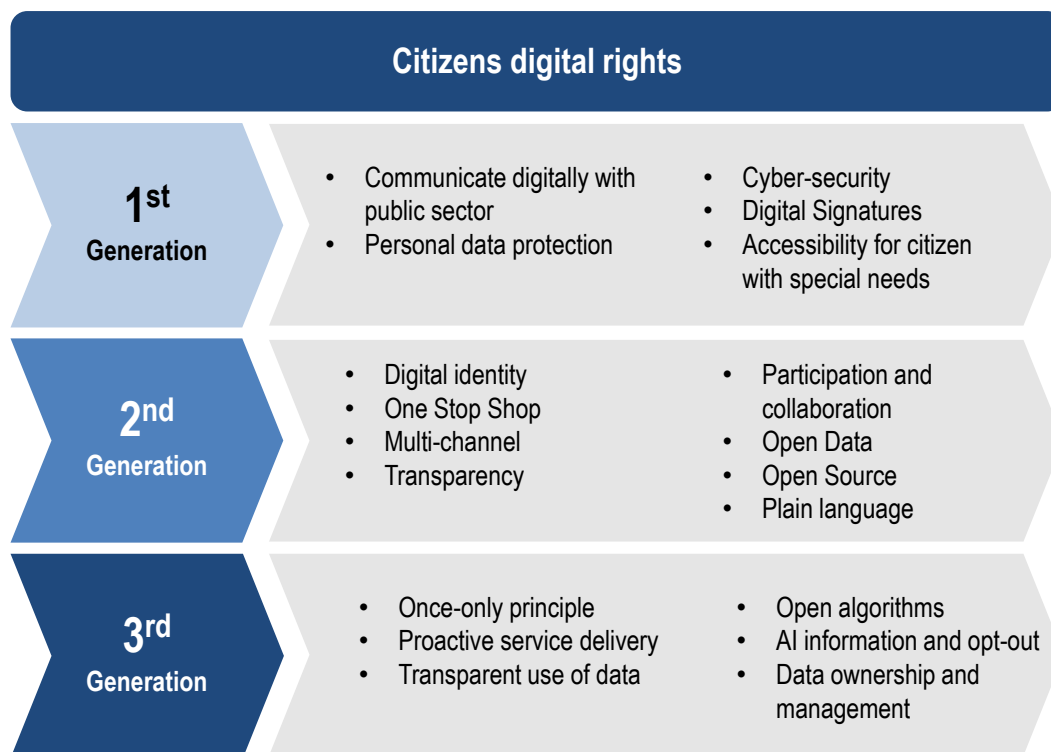 Citizens digital rights
1st
Generation
• Communicate digitally with
public sector
• Personal data protection
• Cyber-security
• Digital Signatures
• Accessibility for citizen
with special needs
2nd
Generation
• Digital identity
• One Stop Shop
• Multi-channel
• Transparency
• Participation and
collaboration
• Open Data
• Open Source
• Plain language
3rd
Generation
• Once-only principle
• Proactive service delivery
• Transparent use of data
• Open algorithms
• AI information and opt-out
• Data ownership and
management